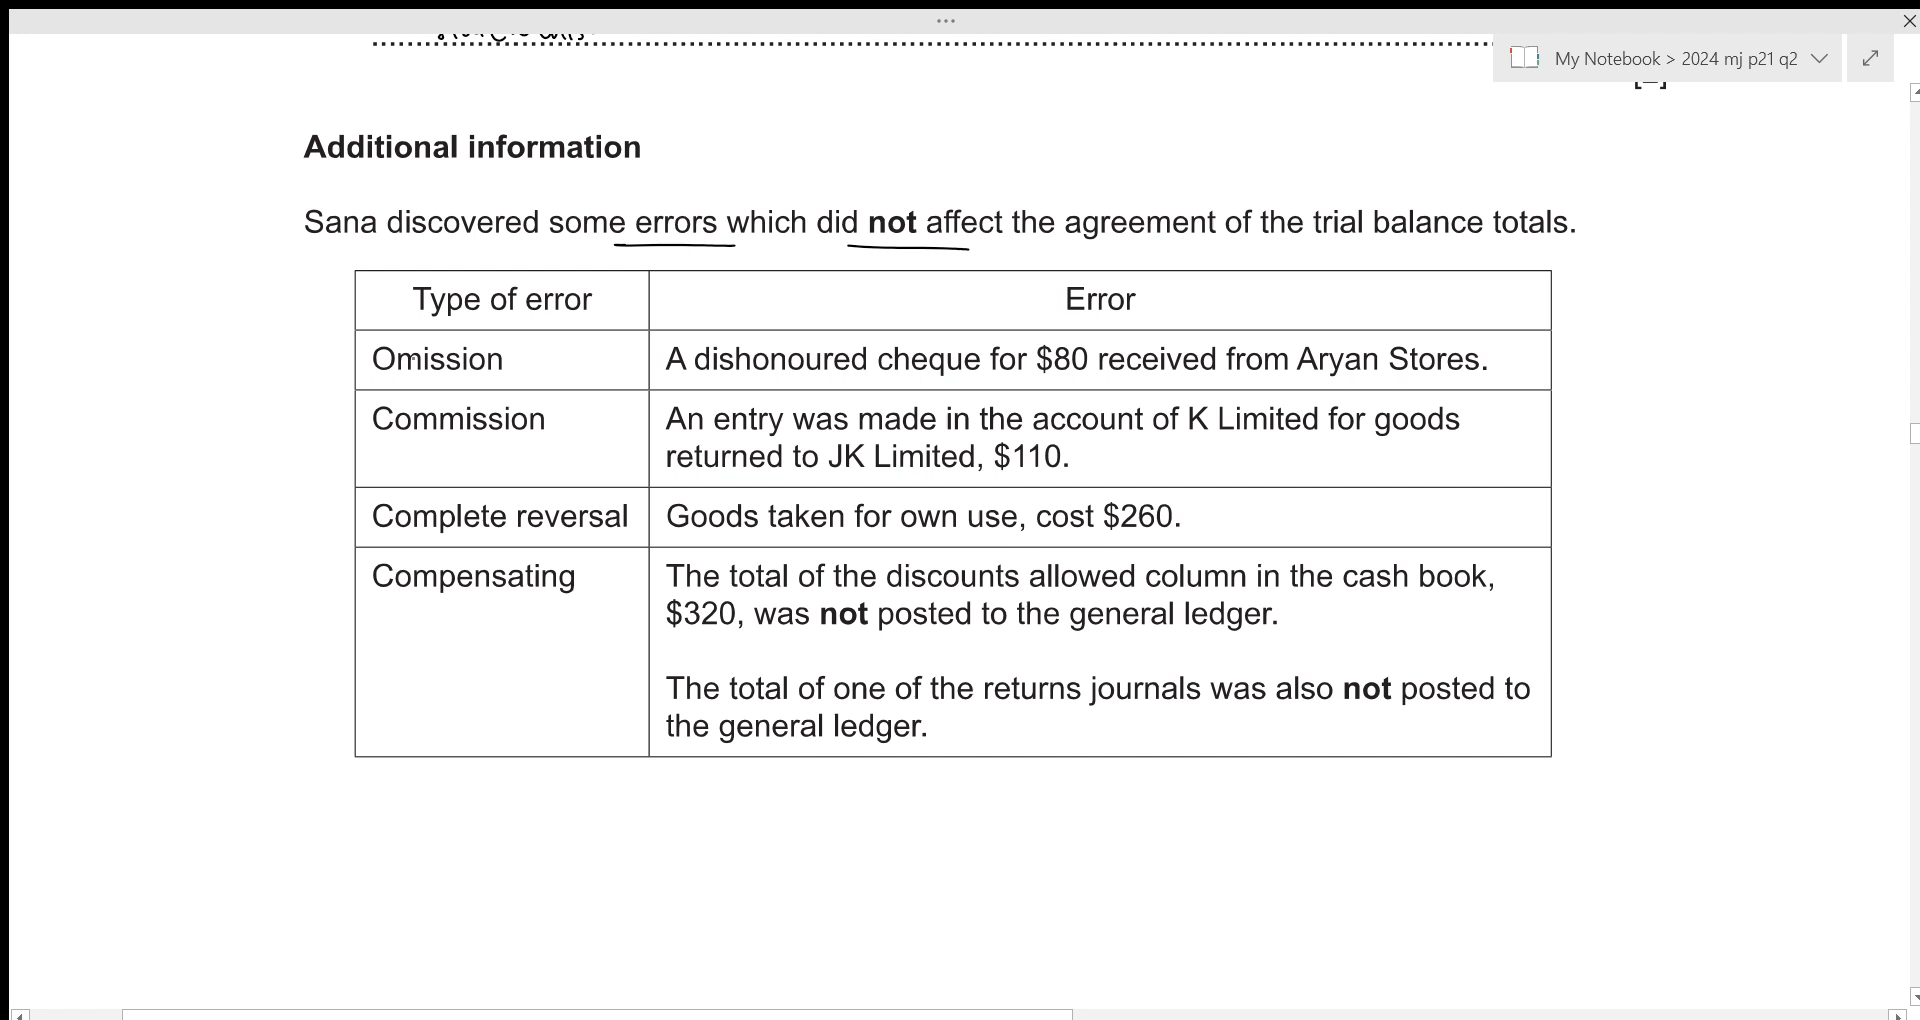 My Notebook > 2024 mj p21 q2
Additional information
Sana discovered some errors which did not affect the agreement of the trial balance totals.
Type of error
Error
Omission
A dishonoured cheque for $80 received from Aryan Stores.
Commission
An entry was made in the account of K Limited for goods
returned to JK Limited, $110.
Complete reversal
Goods taken for own use, cost $260.
Compensating
The total of the discounts allowed column in the cash book,
$320, was not posted to the general ledger.
The total of one of the returns journals was also not posted to
the general ledger.